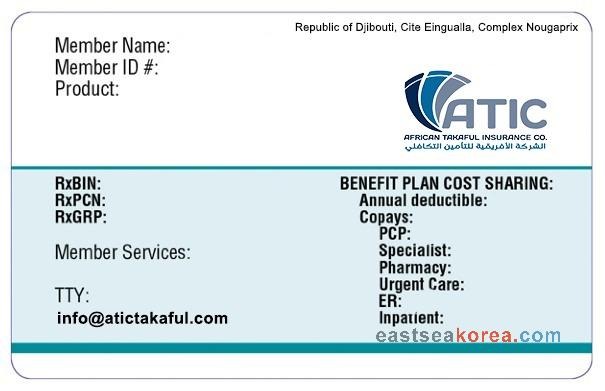 Republic of Djibouti, Cite Eingualla, Complex Nougaprix
Member Name:
Member ID #:
Product:
ATIC
AFRICAN TAKAFUL INSURANCE CO.
الشركة الأفريقية للتأمين التكافلي
RxBIN:
RxPCN:
RxGRP:
Member Services:
TTY:
info@atictakaful.com
BENEFIT PLAN COST SHARING:
Annual deductible:
Copays:
PCP:
Specialist:
Pharmacy:
Urgent Care:
ER:
Inpatient:
eastseakorea.com